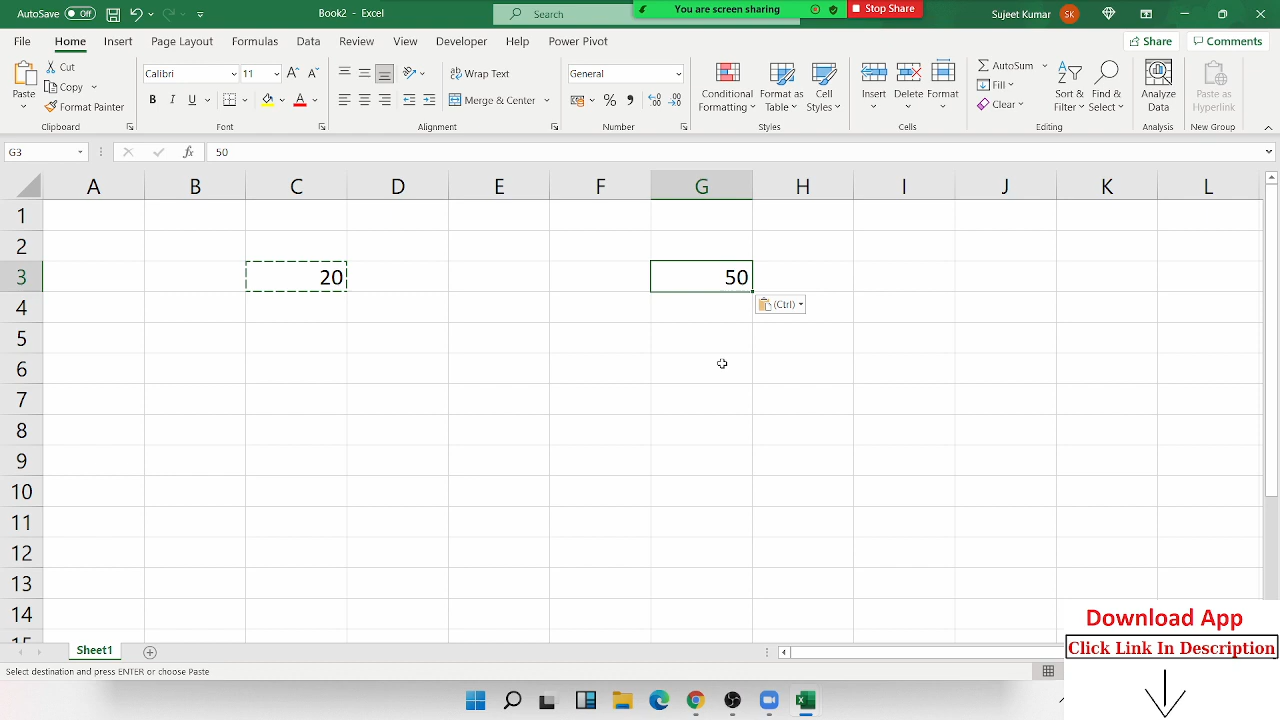 AutoSave Off
Book2 - Excel
Search
You are screen sharing
Stop Share
Sujeet Kumar
SK
File Home Insert Page Layout Formulas Data Review View Developer Help Power Pivot
Share
Comments
Paste
Cut
Copy
Format Painter
Clipboard
Calibri
11
B I U
Font
Wrap Text
Merge & Center
Alignment
General
Number
Conditional Formatting
Format as Table
Cell Styles
Styles
Insert
Delete
Format
Cells
AutoSum
Fill
Clear
Sort & Filter
Find & Select
Editing
Analyze Data
Analysis
Paste as Hyperlink
New Group
G3
fx
50
A B C D E F G H I J K L
1
2
3 20 50
4 (Ctrl)
5
6
7
8
9
10
11
12
13
14
15
Sheet1
Select destination and press ENTER or choose Paste
Download App
Click Link In Description